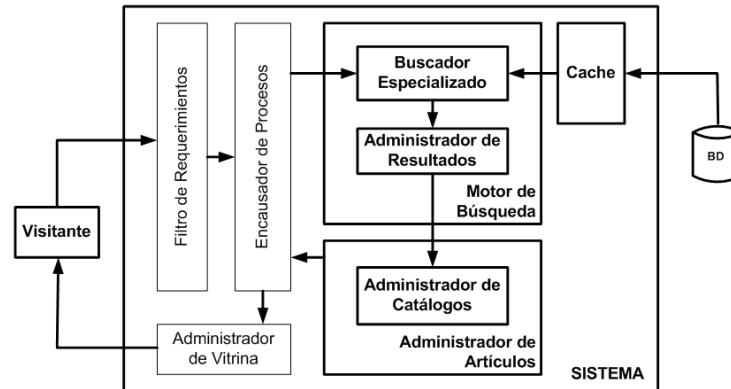 Filtro de Requerimientos
Encausador de Procesos
Buscador
Especializado
Cache
Administrador de
Resultados
BD
Motor de
Búsqueda
Visitante
Administrador de
Catálogos
Administrador
de Vitrina
Administrador de
Artículos
SISTEMA